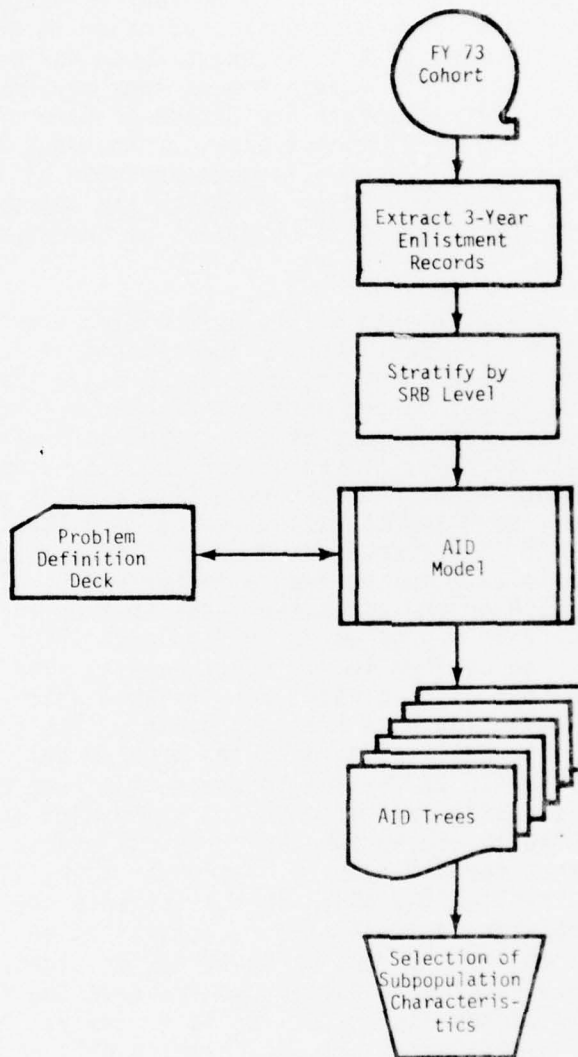 FY 73
Cohort
Extract 3-Year
Enlistment
Records
Stratify by
SRB Level
Problem
Definition
Deck
AID
Model
AID Trees
Selection of
Subpopulation
Characteris-
tics